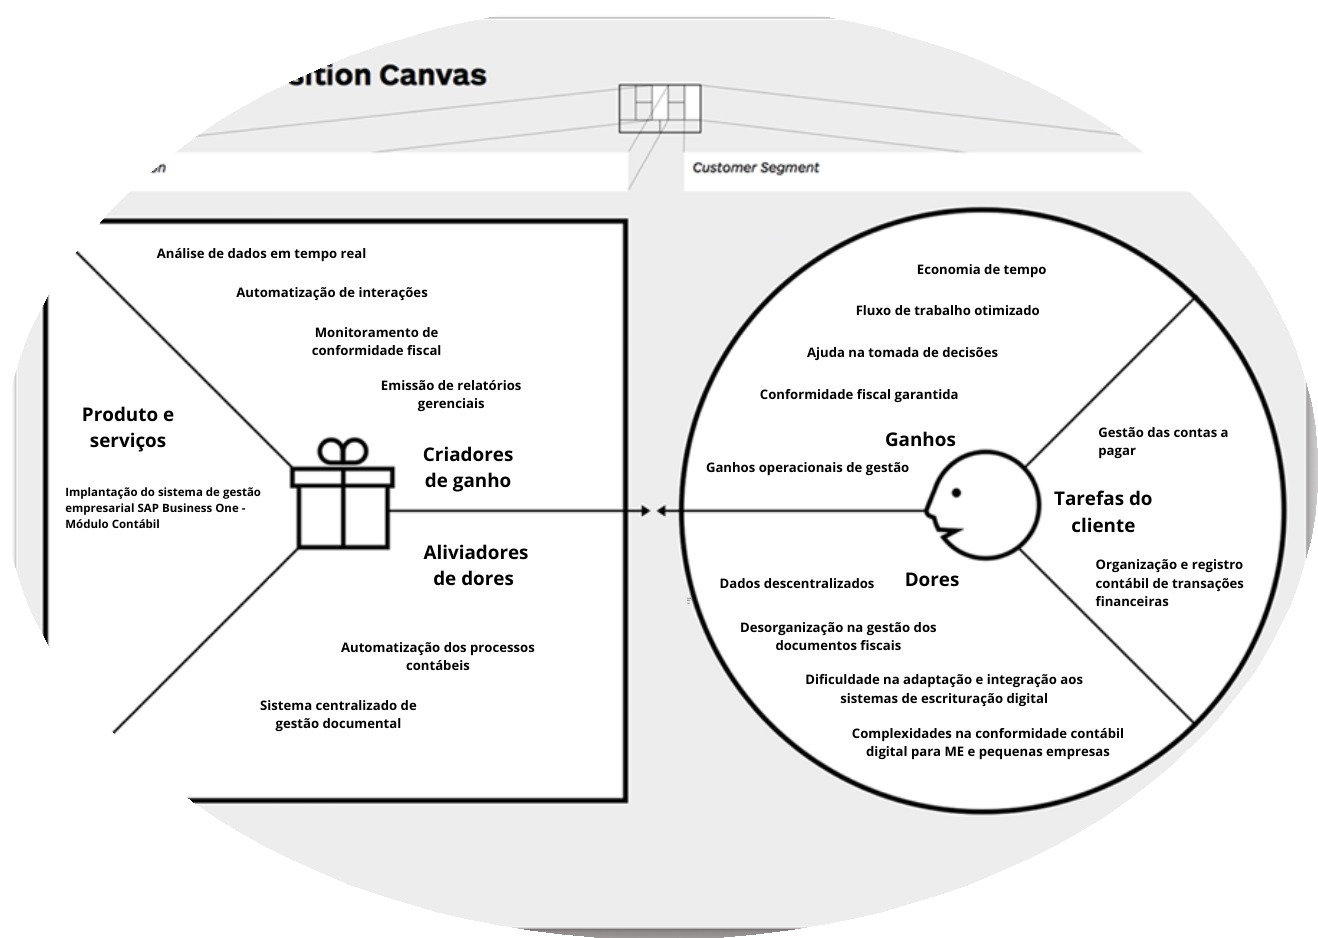 sition Canvas
Customer Segment
Análise de dados em tempo real
Automatização de interações
Monitoramento de
conformidade fiscal
Emissão de relatórios
gerenciais
Criadores
de ganho
Produto e
serviços
Implantação do sistema de gestão
empresarial SAP Business One -
Módulo Contábil
Aliviadores
de dores
Automatização dos processos
contábeis
Sistema centralizado de
gestão documental
Economia de tempo
Fluxo de trabalho otimizado
Ajuda na tomada de decisões
Conformidade fiscal garantida
Ganhos
Ganhos operacionais de gestão
Gestão das contas a
pagar
Tarefas do
cliente
Organização e registro
contábil de transações
financeiras
Dores
Dados descentralizados
Desorganização na gestão dos
documentos fiscais
Dificuldade na adaptação e integração aos
sistemas de escrituração digital
Complexidades na conformidade contábil
digital para ME e pequenas empresas